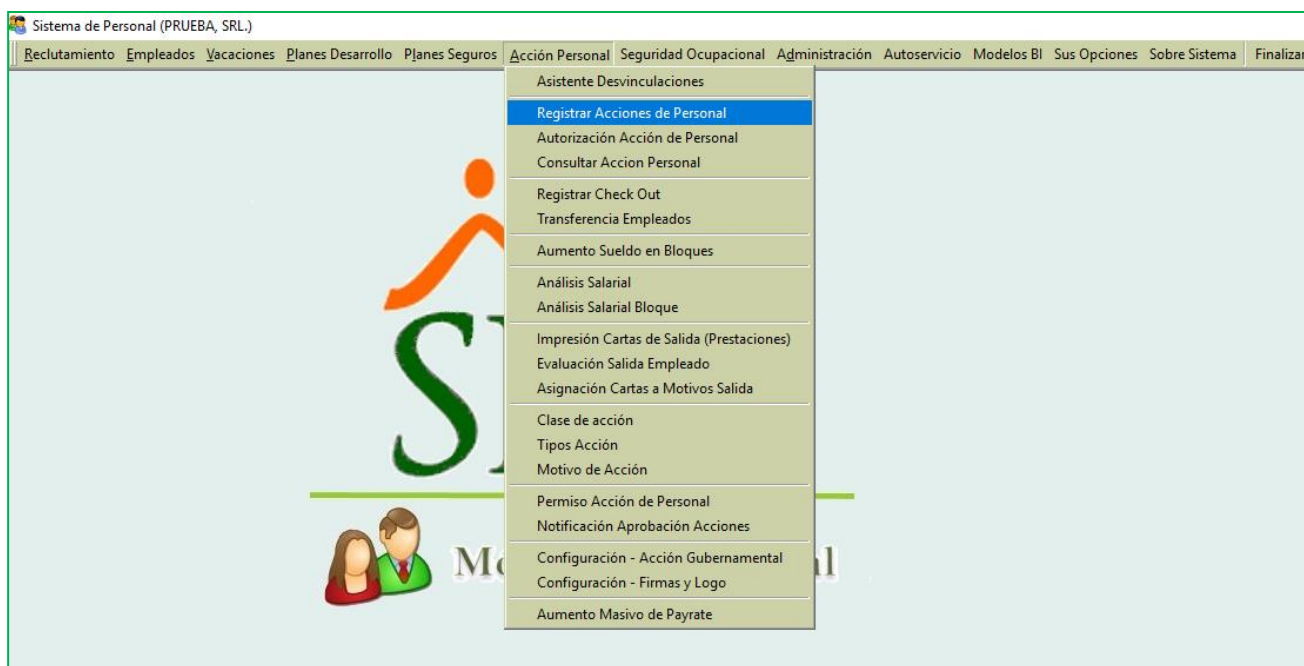 Sistema de Personal (PRUEBA, SRL.)
Reclutamiento Empleados Vacaciones Planes Desarrollo Planes Seguros Acción Personal Seguridad Ocupacional Administración Autoservicio Modelos BI Sus Opciones Sobre Sistema Finalizar
Asistente Desvinculaciones
Registrar Acciones de Personal
Autorización Acción de Personal
Consultar Accion Personal
Registrar Check Out
Transferencia Empleados
Aumento Sueldo en Bloques
Análisis Salarial
Análisis Salarial Bloque
Impresión Cartas de Salida (Prestaciones)
Evaluación Salida Empleado
Asignación Cartas a Motivos Salida
Clase de acción
Tipos Acción
Motivo de Acción
Permiso Acción de Personal
Notificación Aprobación Acciones
Configuración - Acción Gubernamental
Configuración - Firmas y Logo
Aumento Masivo de Payrate